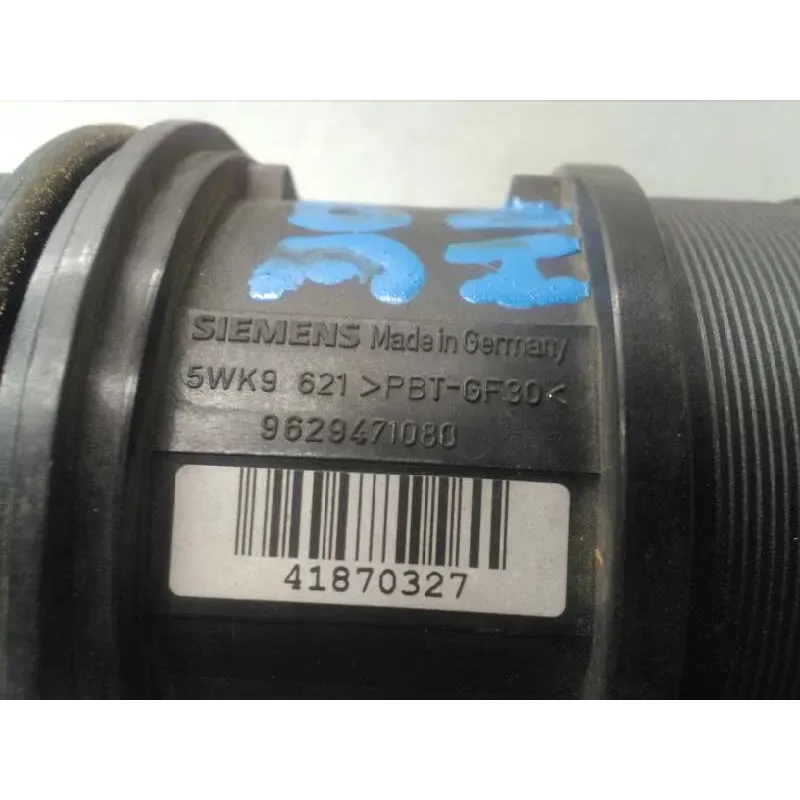 SIEMENS Made in Germany
5WK9 621 >PBT-GF30<
9629471080
41870327